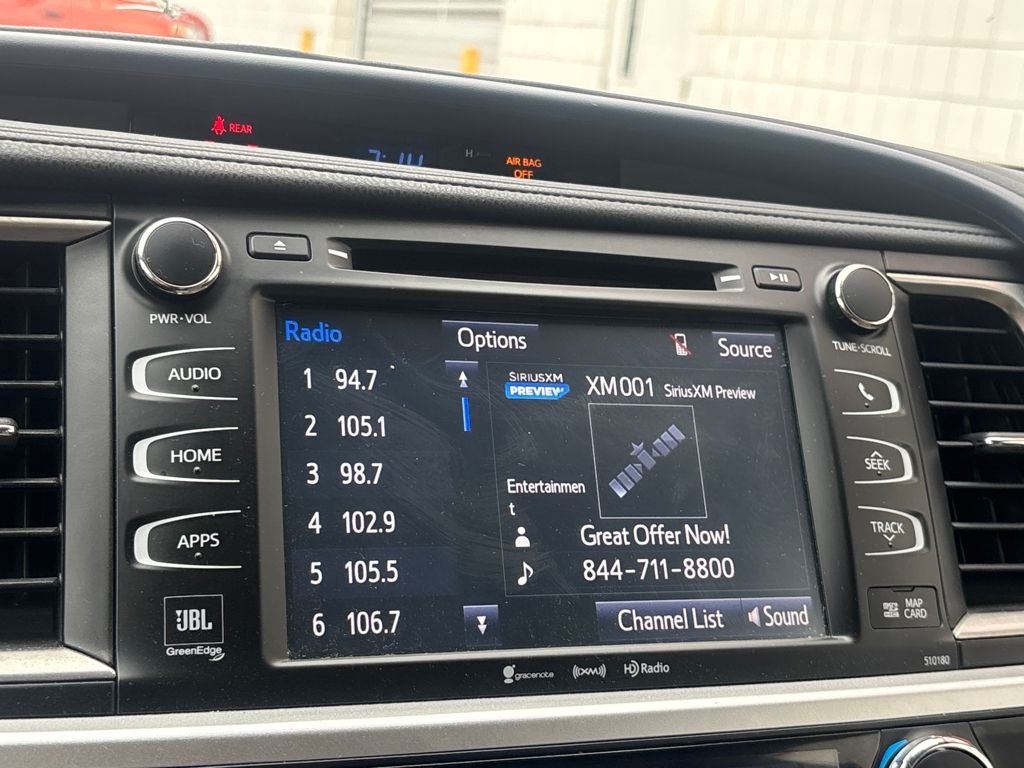 REAR
7:14
H
AIR BAG
OFF
PWR•VOL
AUDIO
HOME
APPS
JBL
GreenEdge
Radio
Options
Source
1 94.7
2 105.1
3 98.7
4 102.9
5 105.5
6 106.7
SIRIUSXM
PREVIEW
XM001 SiriusXM Preview
Entertainmen
t
Great Offer Now!
844-711-8800
Channel List
Sound
TUNE•SCROLL
SEEK
TRACK
MAP
CARD
510180
gracenote
((XM))
HD Radio